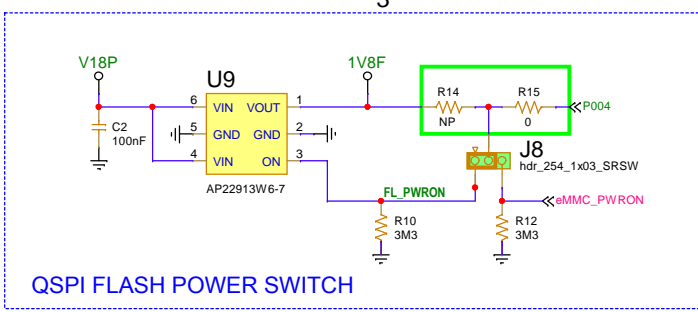 V18P
U9
1V8F
R14
R15
P004
6
VIN
VOUT
1
NP
0
C2
100nF
5
GND
GND
2
4
VIN
ON
3
J8
hdr_254_1x03_SRSW
AP22913W6-7
FL_PWRON
eMMC_PWRON
R10
3M3
R12
3M3
QSPI FLASH POWER SWITCH